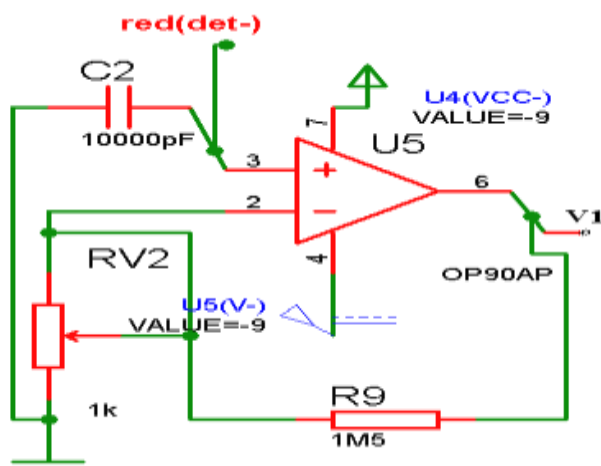 red(det-)
C2
10000pF
U4(VCC-)
VALUE=-9
7
U5
3
+
2
−
6
V1
4
OP90AP
RV2
U5(V-)
VALUE=-9
1k
R9
1M5